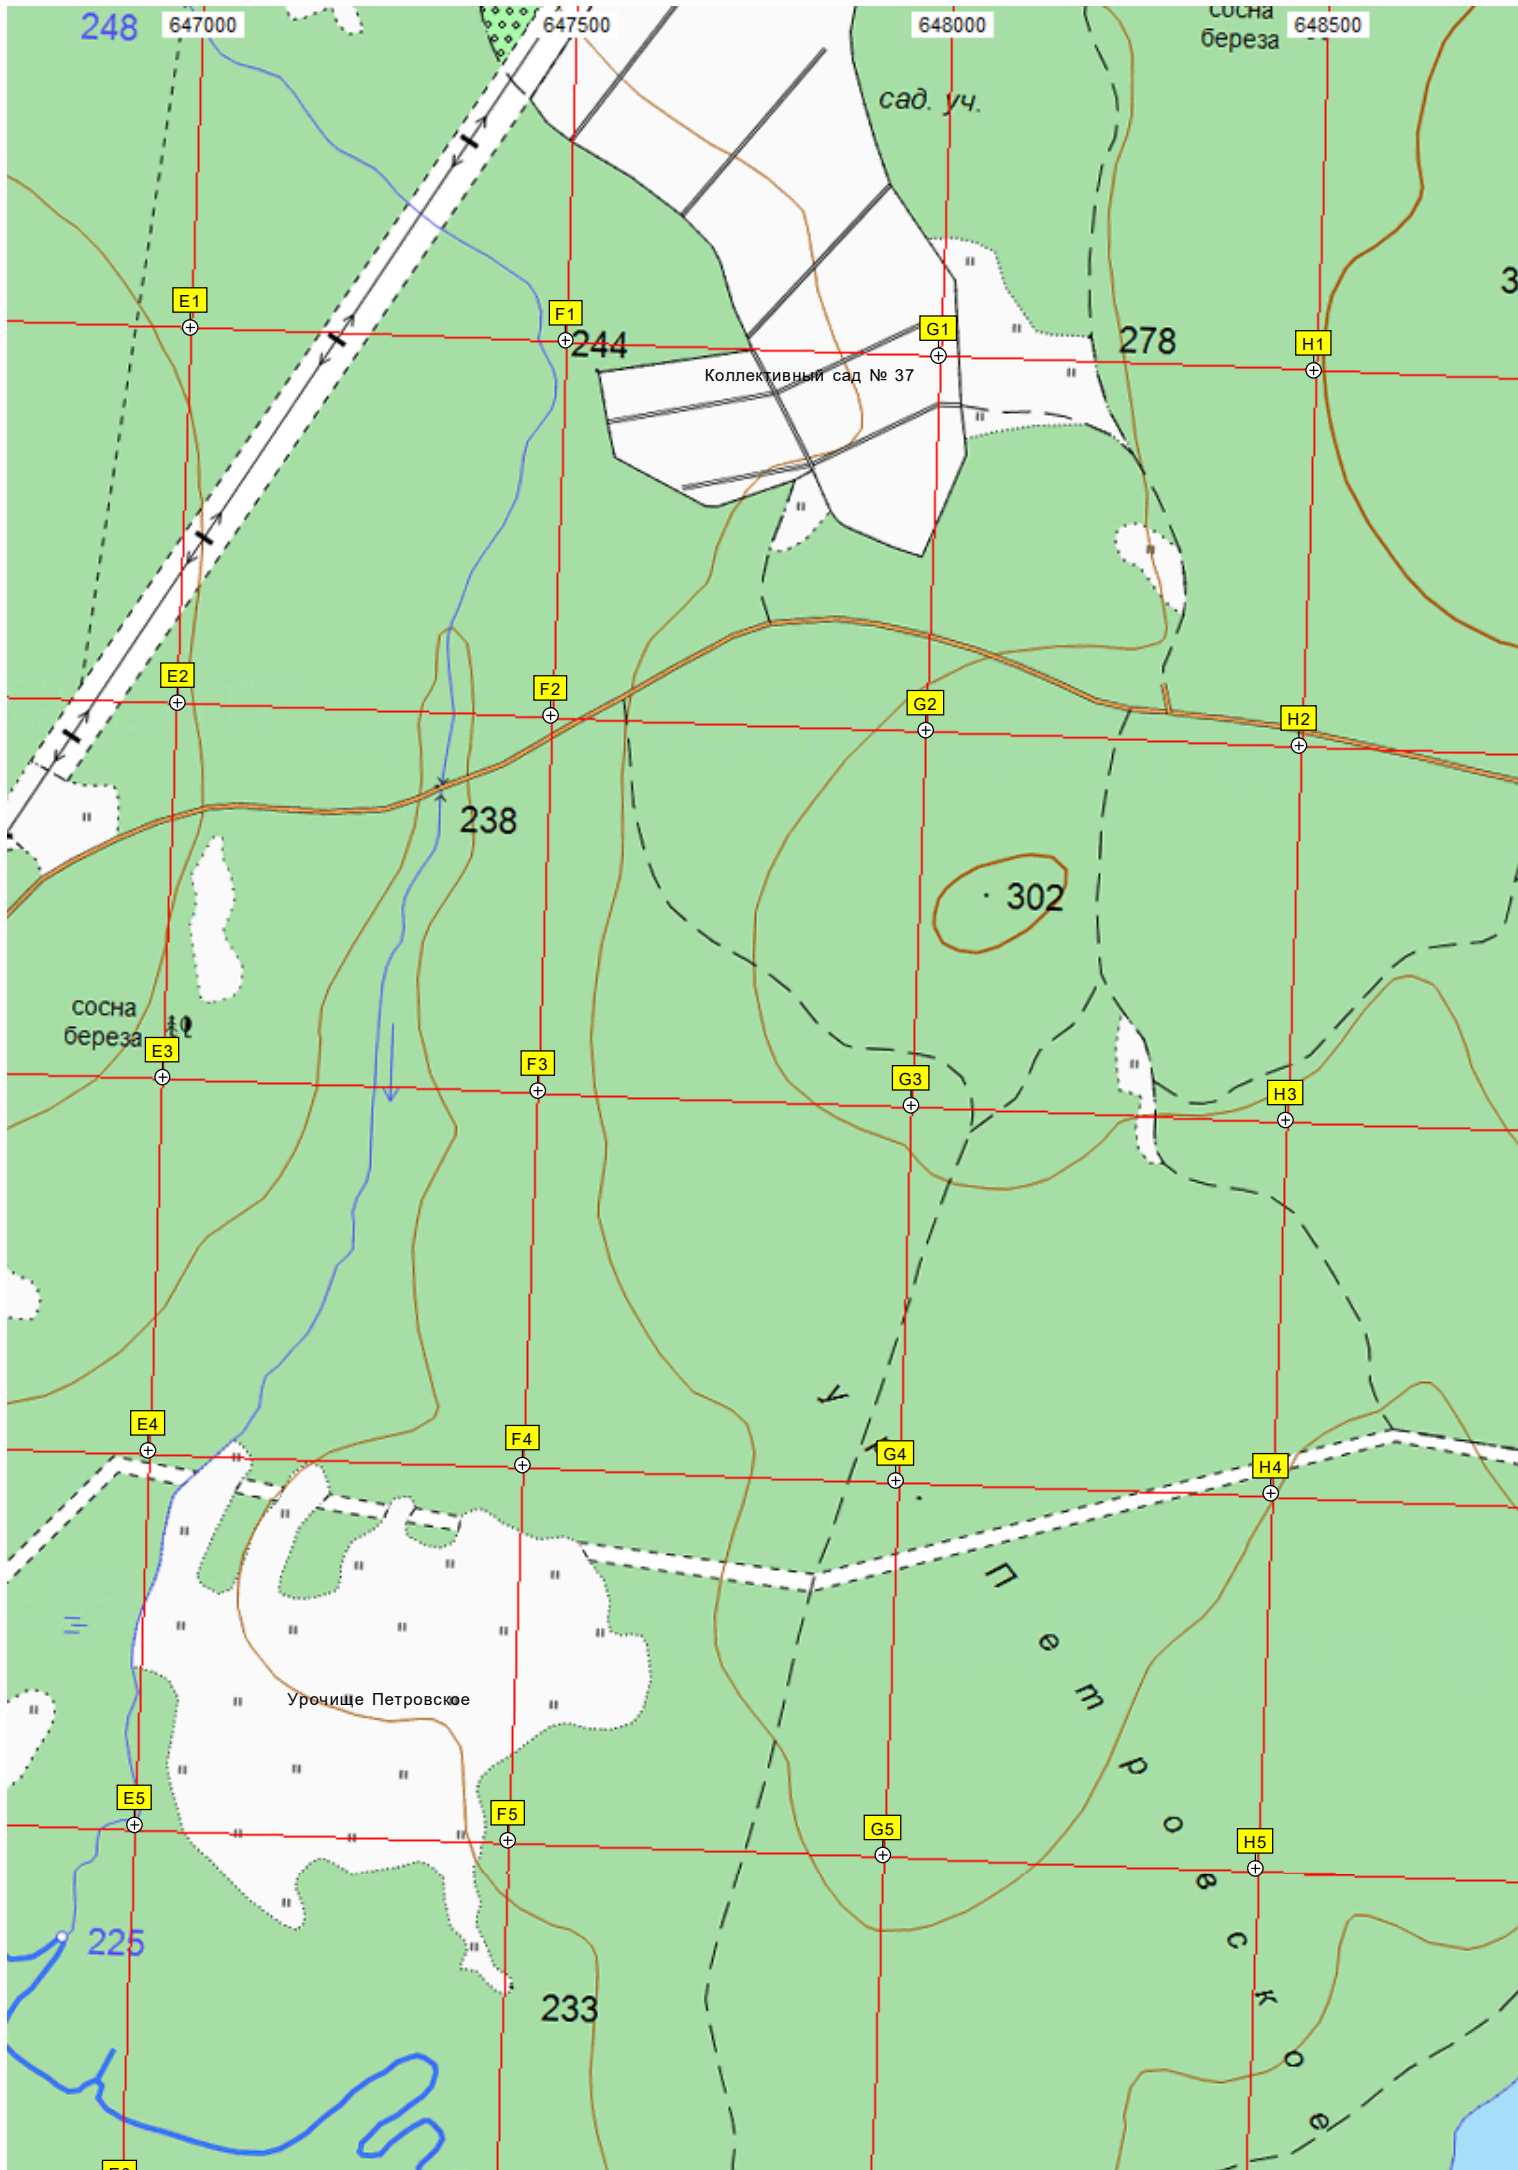 248
647000
647500
648000
648500
сосна
береза
сад. уч.
E1
F1
244
G1
278
H1
Коллективный сад № 37
E2
F2
G2
H2
238
302
сосна
береза
E3
F3
G3
H3
E4
F4
G4
H4
Урочище Петровское
E5
F5
G5
H5
225
233
у
Петровское